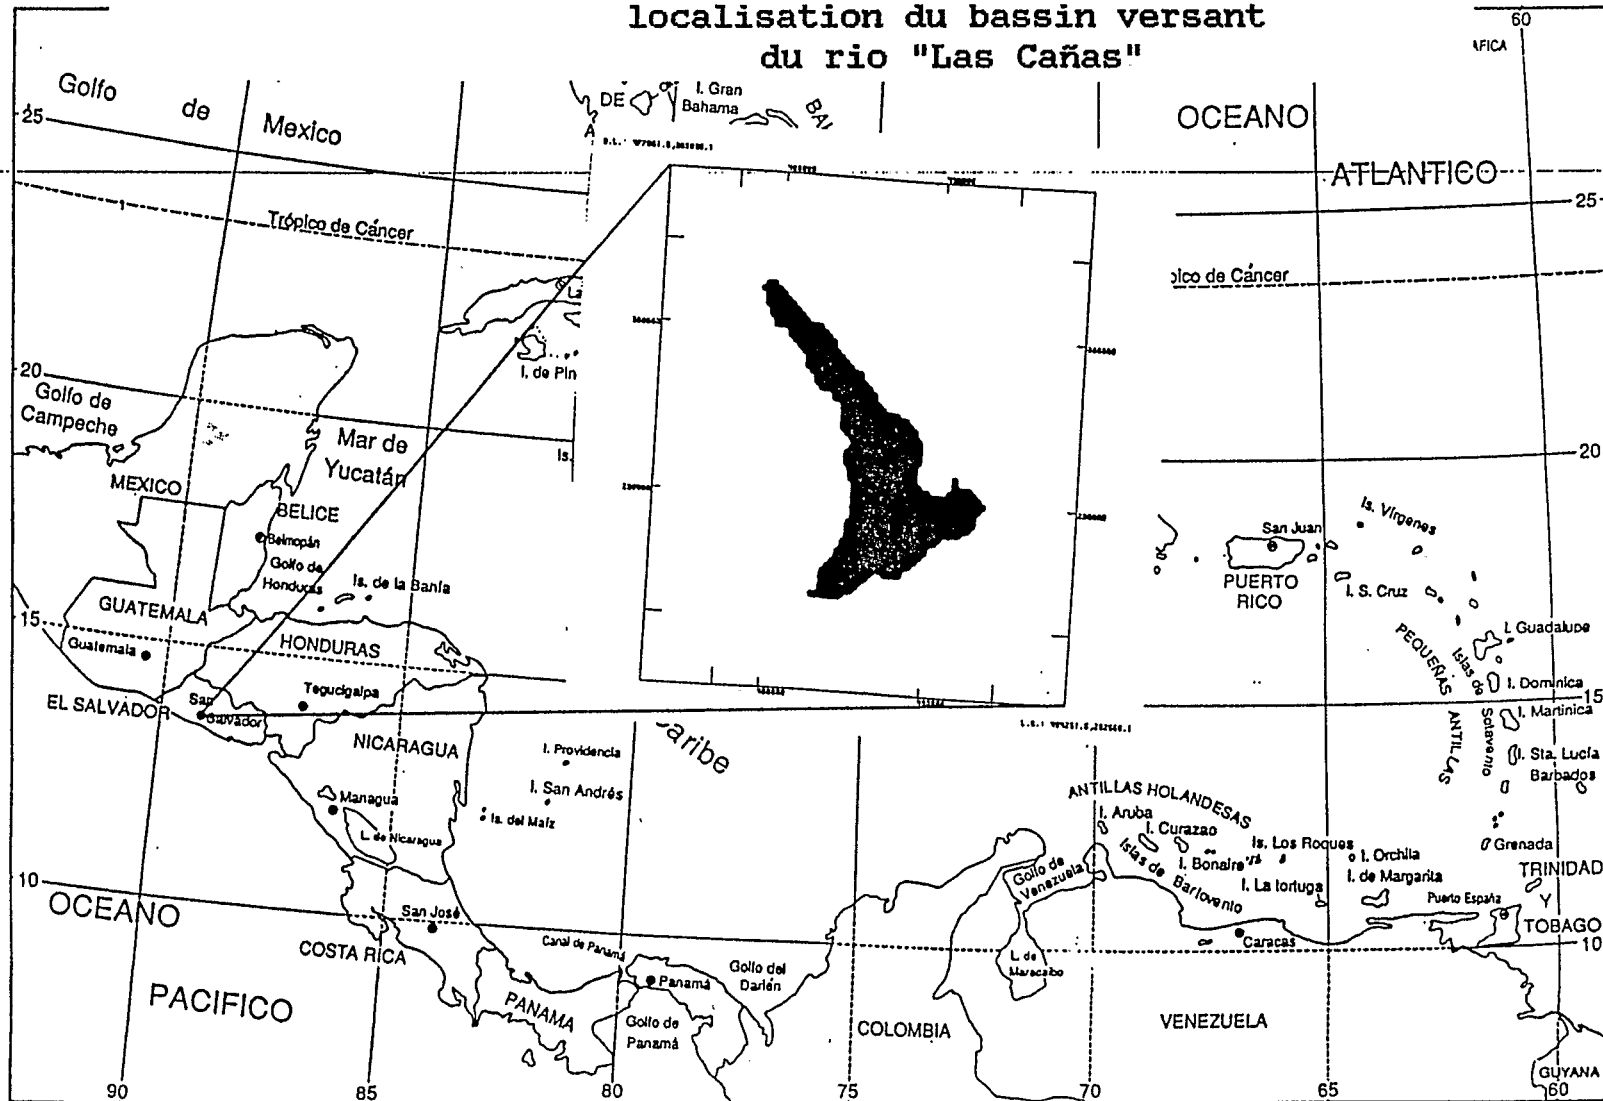 localisation du bassin versant
du rio "Las Cañas"
60
AFICA
Golfo de Mexico
25
DE
I. Gran
Bahama
OCEANO
ATLANTICO
25
Trópico de Cáncer
pico de Cáncer
I. de Pin
20
Golfo de
Campeche
Mar de
Yucatán
Is.
20
MEXICO
BELICE
Belmopán
Golfo de
Honduras
Is. de la Bahía
San Juan
Is. Vírgenes
PUERTO
RICO
I. S. Cruz
GUATEMALA
15
Guatemala
HONDURAS
PEQUEÑAS
ANTILLAS
Islas de
Sotavento
I. Guadalupe
I. Dominica
15
I. Martinica
I. Sta. Lucía
Barbados
Grenada
EL SALVADOR
San
Salvador
Tegucigalpa
NICARAGUA
aribe
I. Providencia
I. San Andrés
Is. del Maíz
Managua
L. de Nicaragua
ANTILLAS HOLANDESAS
I. Aruba
I. Curazao
I. Bonaire
Is. Los Roques
I. Orchila
I. La tortuga
I. de Margarita
Islas de Barlovento
Golfo de
Venezuela
Puerto España
TRINIDAD
Y
TOBAGO
10
OCEANO
PACIFICO
San José
COSTA RICA
Canal de Panamá
Panamá
PANAMA
Golfo de
Panamá
Golfo del
Darién
L. de
Maracaibo
Caracas
10
COLOMBIA
VENEZUELA
GUYANA
90
85
80
75
70
65
60